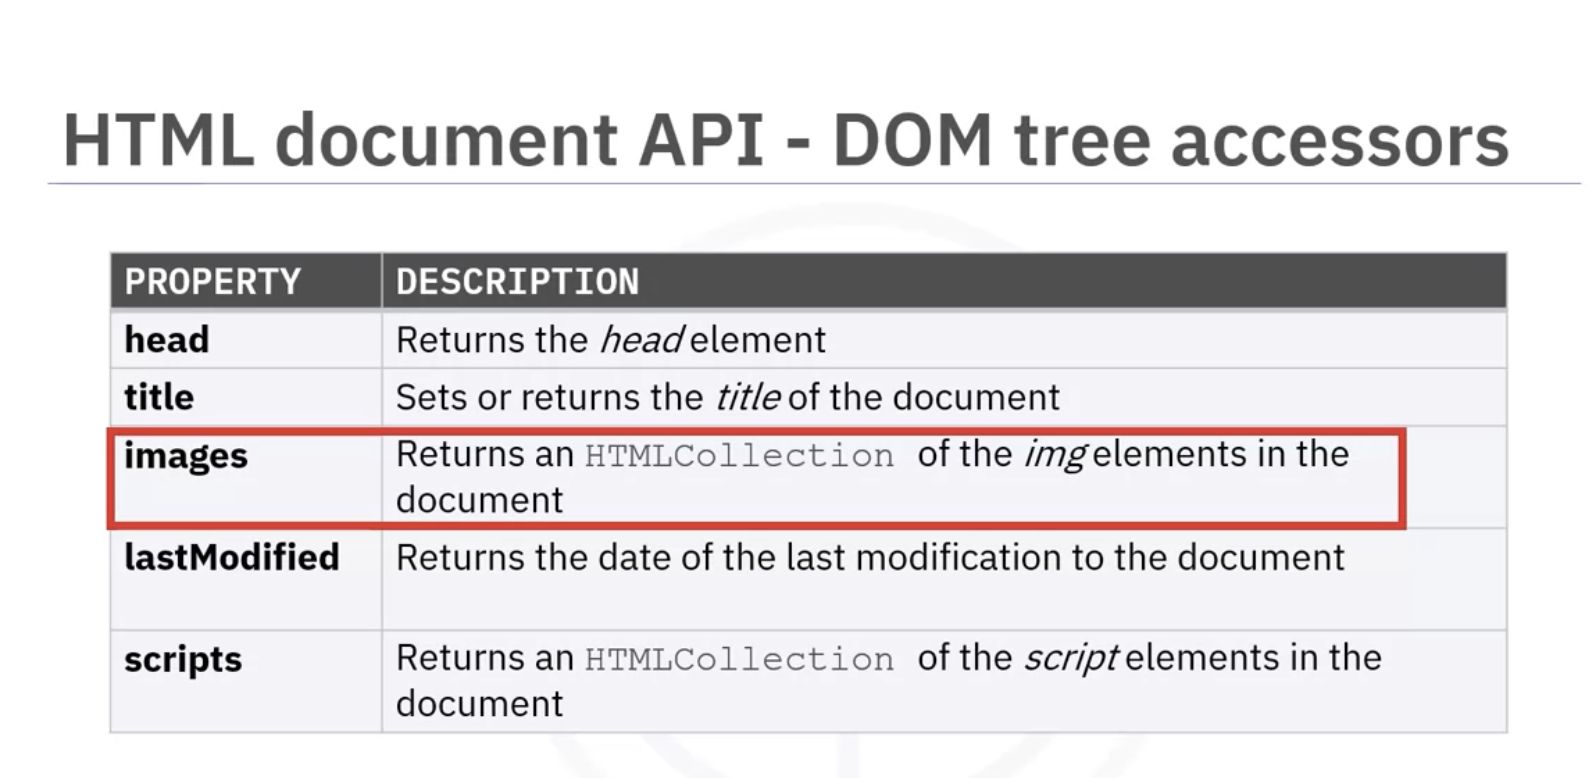 HTML document API - DOM tree accessors
PROPERTY DESCRIPTION
head Returns the head element
title Sets or returns the title of the document
images Returns an HTMLCollection of the img elements in the
document
lastModified Returns the date of the last modification to the document
scripts Returns an HTMLCollection of the script elements in the
document